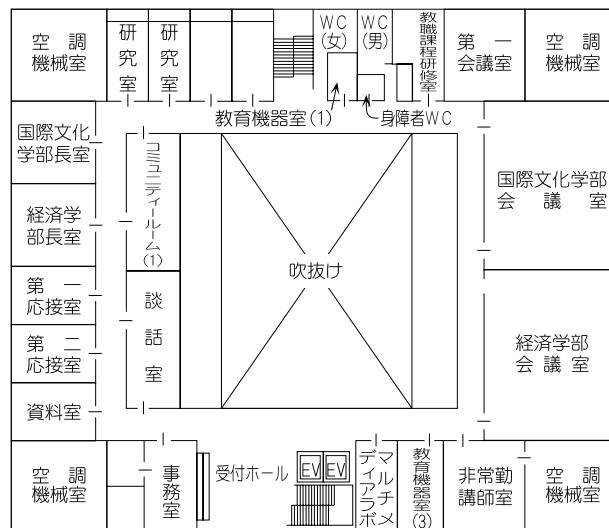 空調
機械室
研究室
研究室
WC
(女)
WC
(男)
教職課程研修室
第一
会議室
空調
機械室
教育機器室(1)
身障者WC
国際文化
学部長室
コミュニティールーム(1)
国際文化学部
会議室
経済学
部長室
吹抜け
第一
応接室
談話室
経済学部
会議室
第二
応接室
資料室
空調
機械室
事務室
受付ホール
EV
EV
マルチメ
ディアラボ
教育機器室(3)
非常勤
講師室
空調
機械室